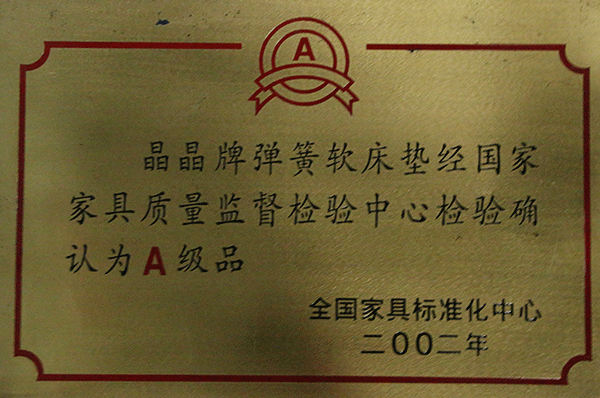 A
晶晶牌弹簧软床垫经国家
家具质量监督检验中心检验确
认为A级品
全国家具标准化中心
二00二年